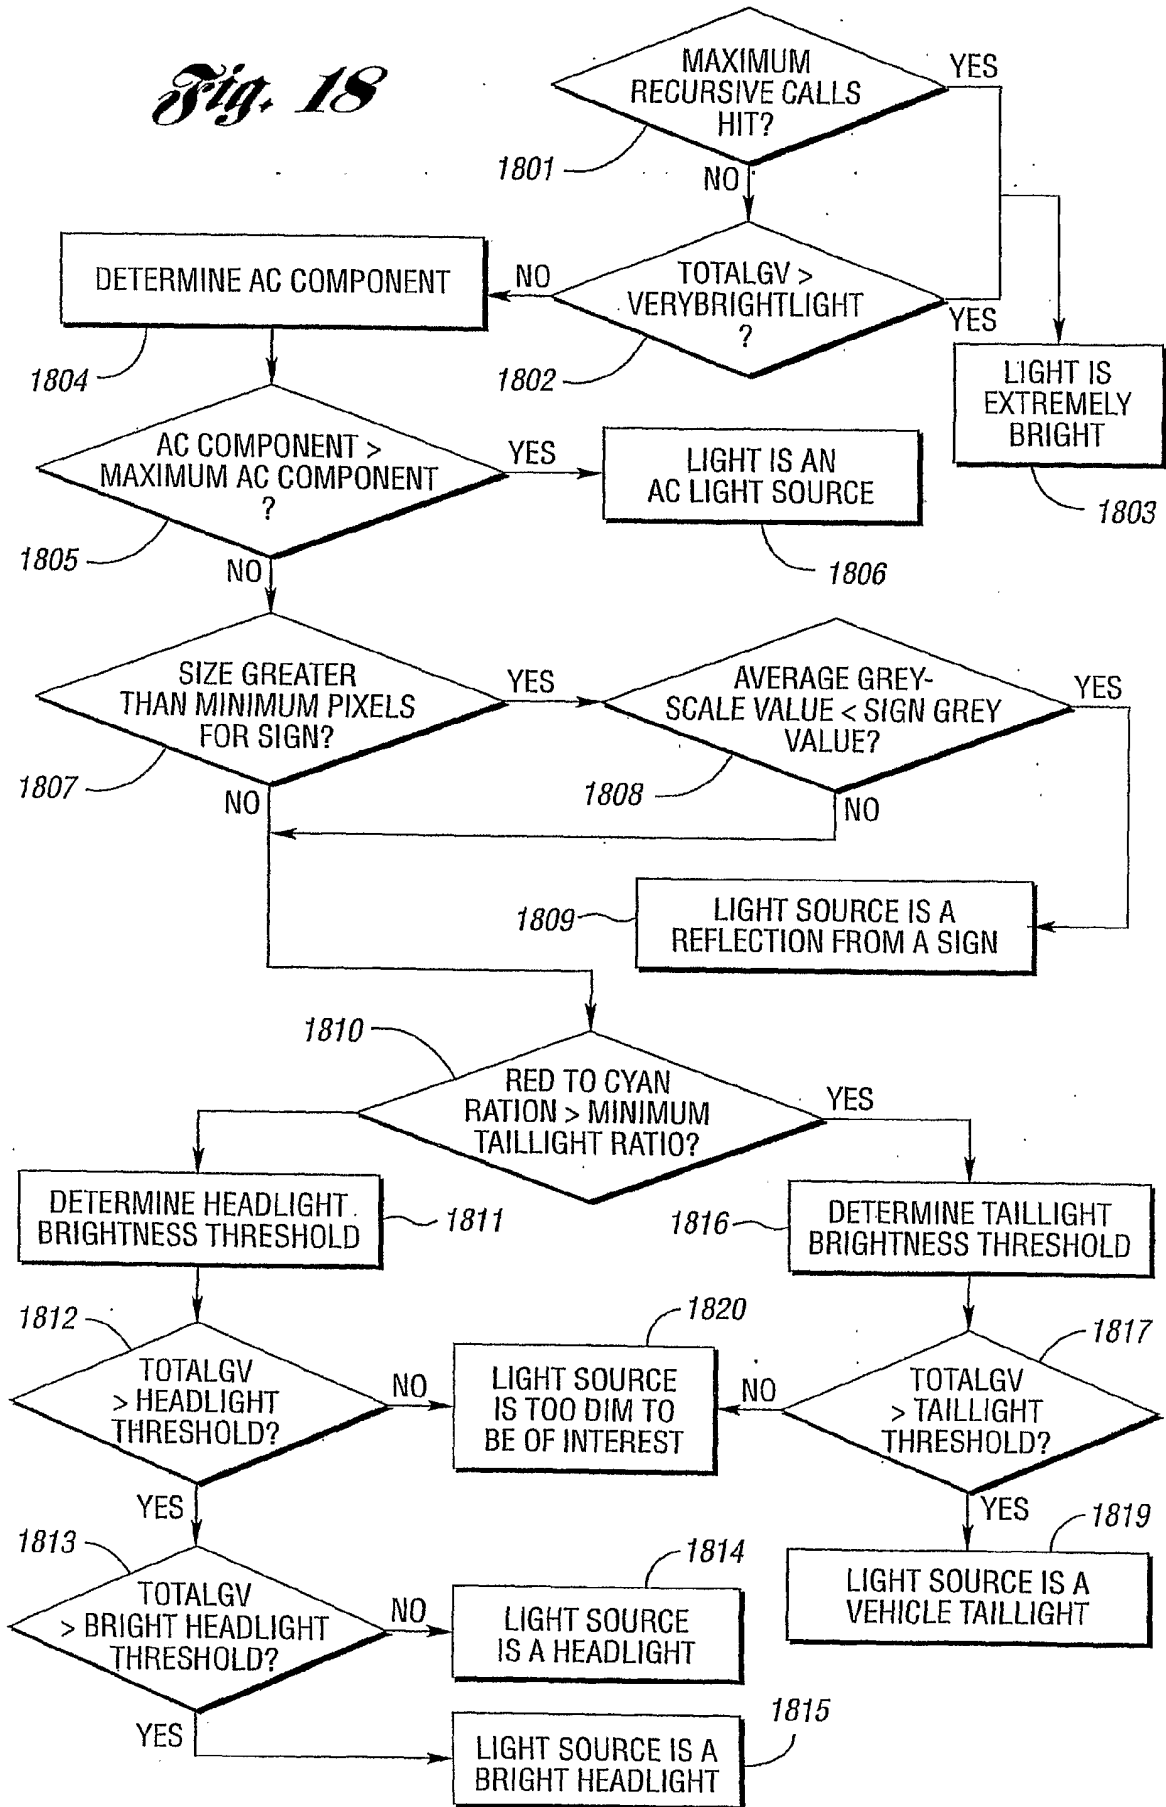 Fig. 18
MAXIMUM
RECURSIVE CALLS
HIT?
YES
1801
NO
DETERMINE AC COMPONENT
NO
TOTALGV >
VERYBRIGHTLIGHT
?
YES
1804
1802
LIGHT IS
EXTREMELY
BRIGHT
1803
AC COMPONENT >
MAXIMUM AC COMPONENT
?
YES
LIGHT IS AN
AC LIGHT SOURCE
1805
NO
1806
SIZE GREATER
THAN MINIMUM PIXELS
FOR SIGN?
YES
AVERAGE GREY-
SCALE VALUE < SIGN GREY
VALUE?
YES
1807
NO
1808
NO
1809
LIGHT SOURCE IS A
REFLECTION FROM A SIGN
1810
RED TO CYAN
RATION > MINIMUM
TAILLIGHT RATIO?
YES
DETERMINE HEADLIGHT
BRIGHTNESS THRESHOLD
1811
1816
DETERMINE TAILLIGHT
BRIGHTNESS THRESHOLD
1812
TOTALGV
> HEADLIGHT
THRESHOLD?
NO
1820
LIGHT SOURCE
IS TOO DIM TO
BE OF INTEREST
NO
1817
TOTALGV
> TAILLIGHT
THRESHOLD?
YES
YES
1813
TOTALGV
> BRIGHT HEADLIGHT
THRESHOLD?
NO
1814
LIGHT SOURCE
IS A HEADLIGHT
1819
LIGHT SOURCE IS A
VEHICLE TAILLIGHT
YES
1815
LIGHT SOURCE IS A
BRIGHT HEADLIGHT